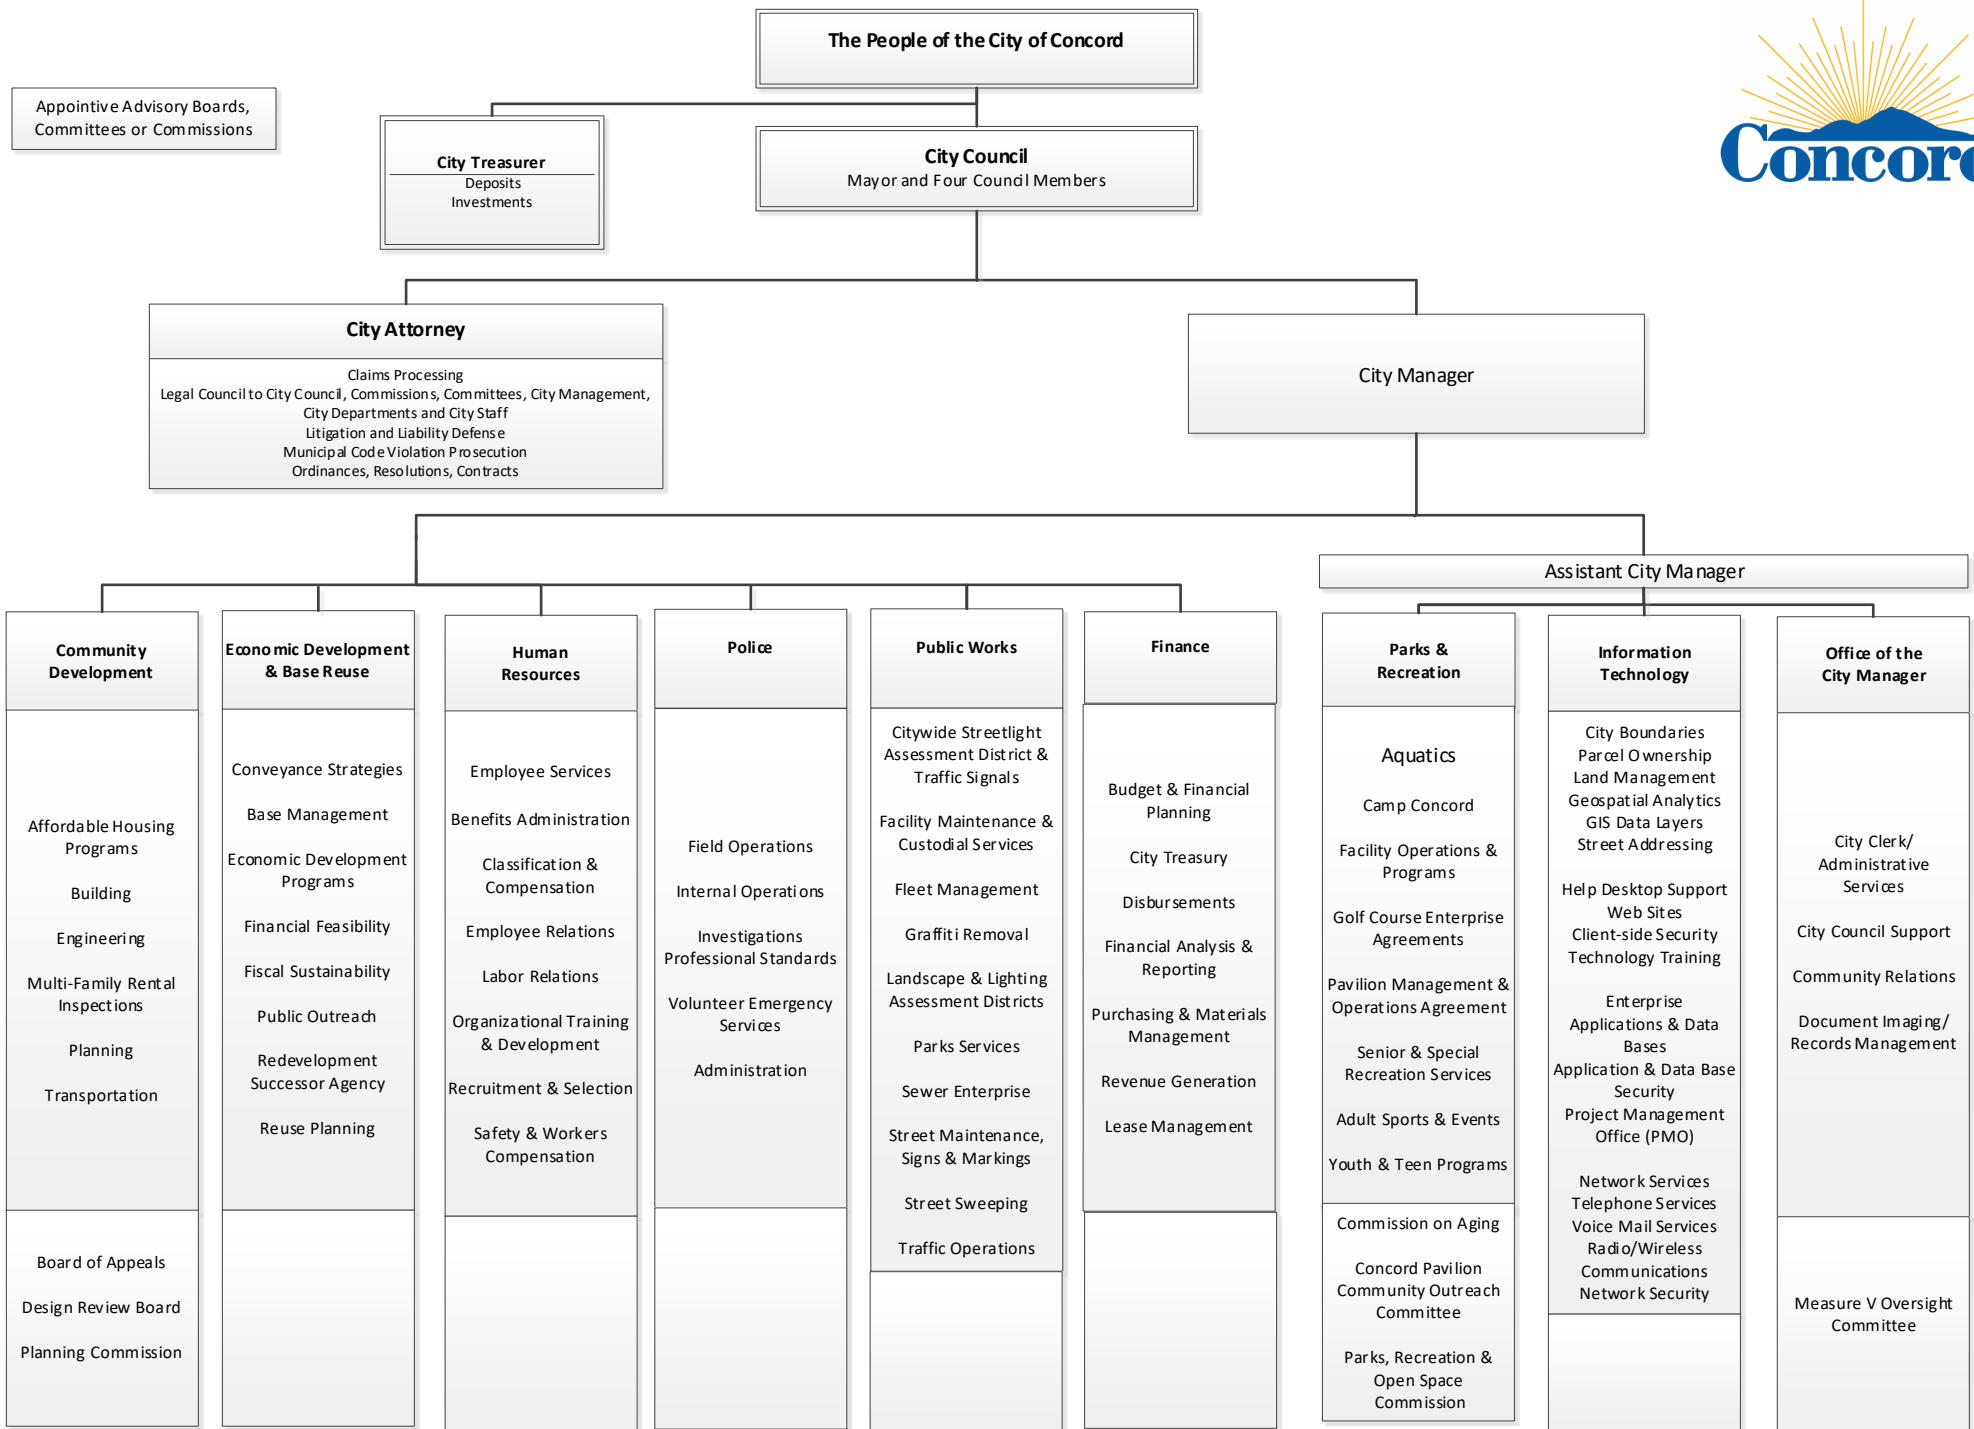 The People of the City of Concord
Appointive Advisory Boards,
Committees or Commissions
City Treasurer
Deposits
Investments
City Council
Mayor and Four Council Members
Concord
City Attorney
Claims Processing
Legal Council to City Council, Commissions, Committees, City Management,
City Departments and City Staff
Litigation and Liability Defense
Municipal Code Violation Prosecution
Ordinances, Resolutions, Contracts
City Manager
Assistant City Manager
Community
Development
Affordable Housing
Programs
Building
Engineering
Multi-Family Rental
Inspections
Planning
Transportation
Board of Appeals
Design Review Board
Planning Commission
Economic Development
& Base Reuse
Conveyance Strategies
Base Management
Economic Development
Programs
Financial Feasibility
Fiscal Sustainability
Public Outreach
Redevelopment
Successor Agency
Reuse Planning
Human
Resources
Employee Services
Benefits Administration
Classification &
Compensation
Employee Relations
Labor Relations
Organizational Training
& Development
Recruitment & Selection
Safety & Workers
Compensation
Police
Field Operations
Internal Operations
Investigations
Professional Standards
Volunteer Emergency
Services
Administration
Public Works
Citywide Streetlight
Assessment District &
Traffic Signals
Facility Maintenance &
Custodial Services
Fleet Management
Graffiti Removal
Landscape & Lighting
Assessment Districts
Parks Services
Sewer Enterprise
Street Maintenance,
Signs & Markings
Street Sweeping
Traffic Operations
Finance
Budget & Financial
Planning
City Treasury
Disbursements
Financial Analysis &
Reporting
Purchasing & Materials
Management
Revenue Generation
Lease Management
Parks &
Recreation
Aquatics
Camp Concord
Facility Operations &
Programs
Golf Course Enterprise
Agreements
Pavilion Management &
Operations Agreement
Senior & Special
Recreation Services
Adult Sports & Events
Youth & Teen Programs
Commission on Aging
Concord Pavilion
Community Outreach
Committee
Parks, Recreation &
Open Space
Commission
Information
Technology
City Boundaries
Parcel Ownership
Land Management
Geospatial Analytics
GIS Data Layers
Street Addressing
Help Desktop Support
Web Sites
Client-side Security
Technology Training
Enterprise
Applications & Data
Bases
Application & Data Base
Security
Project Management
Office (PMO)
Network Services
Telephone Services
Voice Mail Services
Radio/Wireless
Communications
Network Security
Office of the
City Manager
City Clerk/
Administrative
Services
City Council Support
Community Relations
Document Imaging/
Records Management
Measure V Oversight
Committee